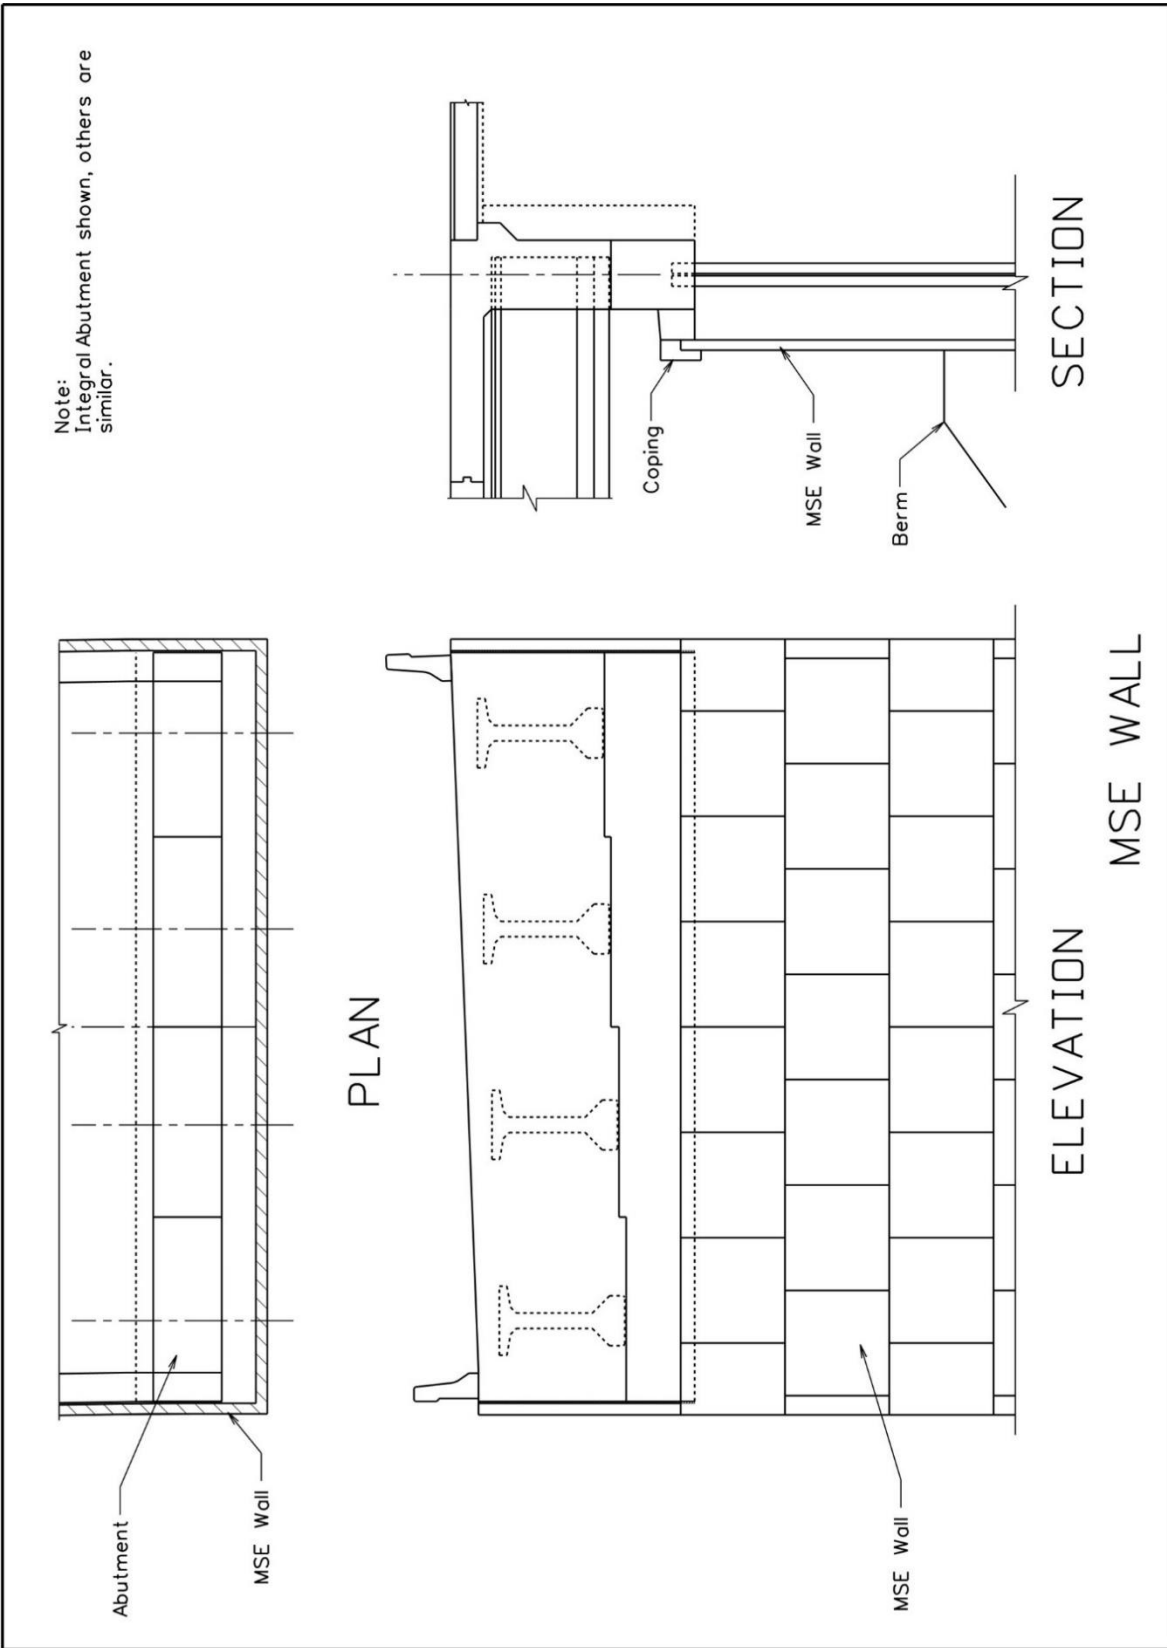 Note:
Integral Abutment shown, others are
similar.
Abutment
MSE Wall
PLAN
MSE Wall
ELEVATION
Coping
MSE Wall
Berm
SECTION
MSE WALL